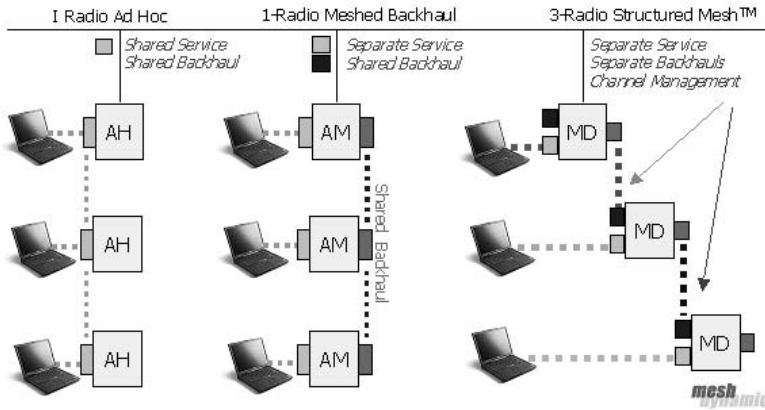 I Radio Ad Hoc
Shared Service
Shared Backhaul
AH
AH
AH
1-Radio Meshed Backhaul
Separate Service
Shared Backhaul
AM
AM
AM
Shared Backhaul
3-Radio Structured Mesh™
Separate Service
Separate Backhauls
Channel Management
MD
MD
MD
mesh
dynamic